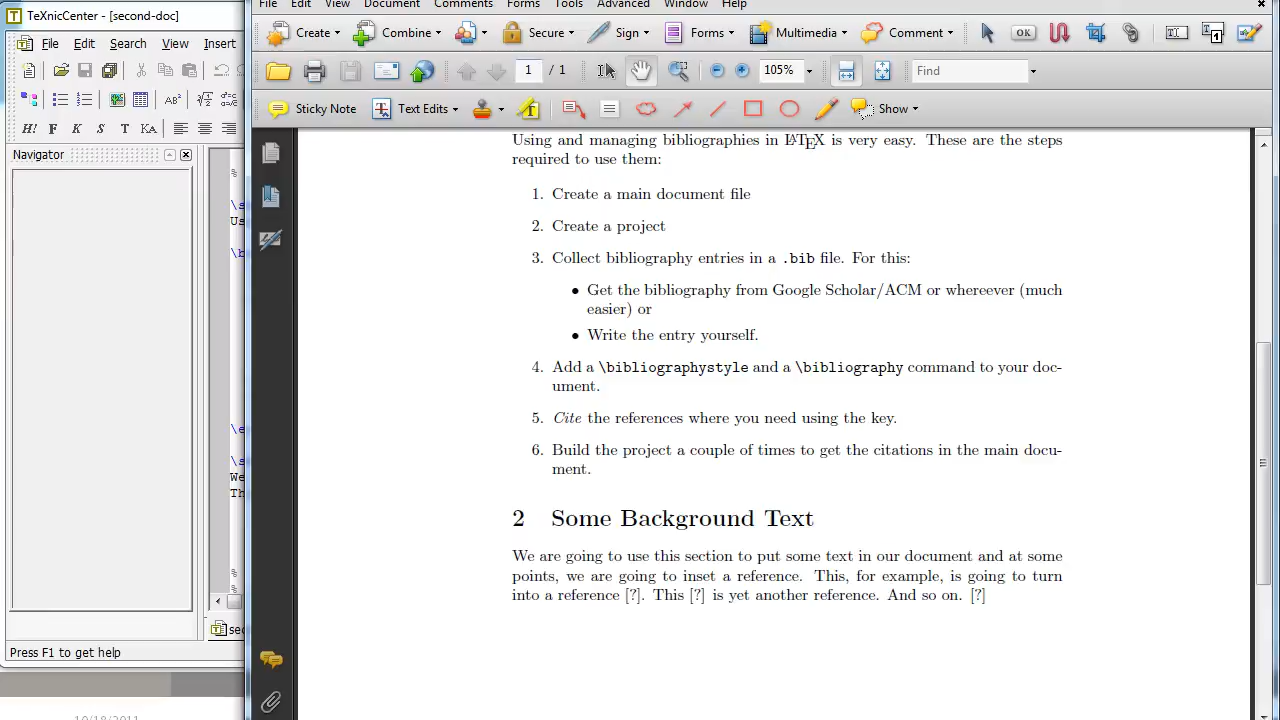 TeXnicCenter - [second-doc]
File Edit View Document Comments Forms Tools Advanced Window Help
File Edit Search View Insert
Create Combine Secure Sign Forms Multimedia Comment
1 / 1 105% Find
Sticky Note Text Edits Show
H! F K S T KA
Navigator
Using and managing bibliographies in LATEX is very easy. These are the steps
required to use them:
1. Create a main document file
2. Create a project
3. Collect bibliography entries in a .bib file. For this:
• Get the bibliography from Google Scholar/ACM or whereever (much
easier) or
• Write the entry yourself.
4. Add a \bibliographystyle and a \bibliography command to your doc-
ument.
5. Cite the references where you need using the key.
6. Build the project a couple of times to get the citations in the main docu-
ment.
2 Some Background Text
We are going to use this section to put some text in our document and at some
points, we are going to inset a reference. This, for example, is going to turn
into a reference [?]. This [?] is yet another reference. And so on. [?]
%
\s
Us
\b
\e
\s
We
Th
%
%
sec
Press F1 to get help
10/18/2011